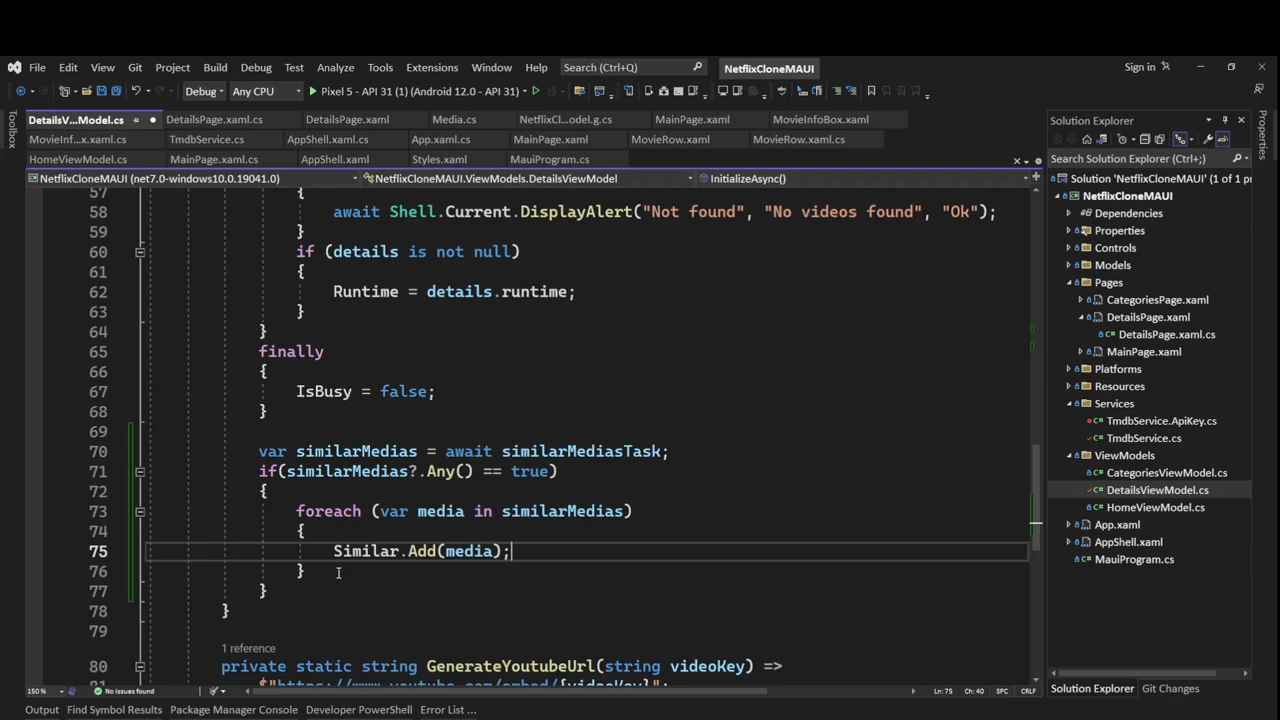 File Edit View Git Project Build Debug Test Analyze Tools Extensions Window Help Search (Ctrl+Q) NetflixCloneMAUI Sign in
Debug Any CPU Pixel 5 - API 31 (1) (Android 12.0 - API 31)
DetailsV...Model.cs DetailsPage.xaml.cs DetailsPage.xaml Media.cs NetflixCl...odel.g.cs MainPage.xaml MovieInfoBox.xaml
MovieInf...x.xaml.cs TmdbService.cs AppShell.xaml.cs App.xaml.cs MainPage.xaml MovieRow.xaml MovieRow.xaml.cs
HomeViewModel.cs MainPage.xaml.cs AppShell.xaml Styles.xaml MauiProgram.cs
NetflixCloneMAUI (net7.0-windows10.0.19041.0) NetflixCloneMAUI.ViewModels.DetailsViewModel InitializeAsync()
Toolbox
57 {
58 await Shell.Current.DisplayAlert("Not found", "No videos found", "Ok");
59 }
60 if (details is not null)
61 {
62 Runtime = details.runtime;
63 }
64 }
65 finally
66 {
67 IsBusy = false;
68 }
69
70 var similarMedias = await similarMediasTask;
71 if(similarMedias?.Any() == true)
72 {
73 foreach (var media in similarMedias)
74 {
75 Similar.Add(media);
76 }
77 }
78 }
79
1 reference
80 private static string GenerateYoutubeUrl(string videoKey) =>
$"https://www.youtube.com/embed/{videoKey}";
150 % No issues found Ln: 75 Ch: 40 SPC CRLF
Solution Explorer
Search Solution Explorer (Ctrl+;)
Solution 'NetflixCloneMAUI' (1 of 1 p
NetflixCloneMAUI
Dependencies
Properties
Controls
Models
Pages
CategoriesPage.xaml
DetailsPage.xaml
DetailsPage.xaml.cs
MainPage.xaml
Platforms
Resources
Services
TmdbService.ApiKey.cs
TmdbService.cs
ViewModels
CategoriesViewModel.cs
DetailsViewModel.cs
HomeViewModel.cs
App.xaml
AppShell.xaml
MauiProgram.cs
Solution Explorer Git Changes
Properties
Output Find Symbol Results Package Manager Console Developer PowerShell Error List ...